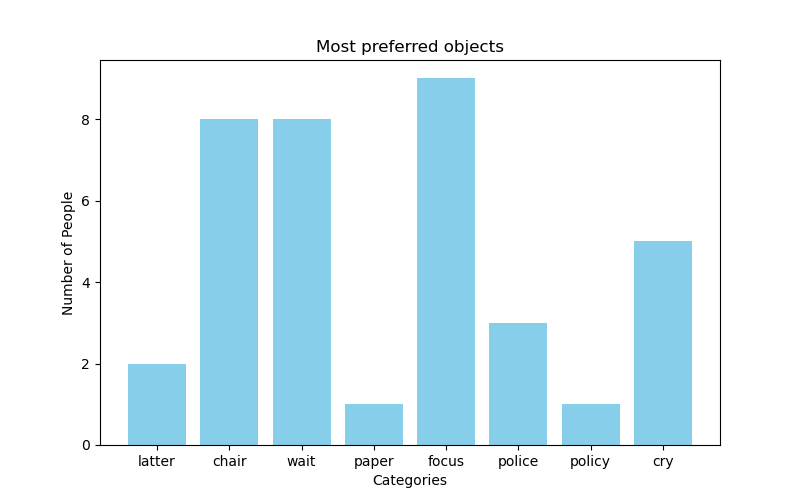 Most preferred objects
Number of People
8
6
4
2
0
latter chair wait paper focus police policy cry
Categories